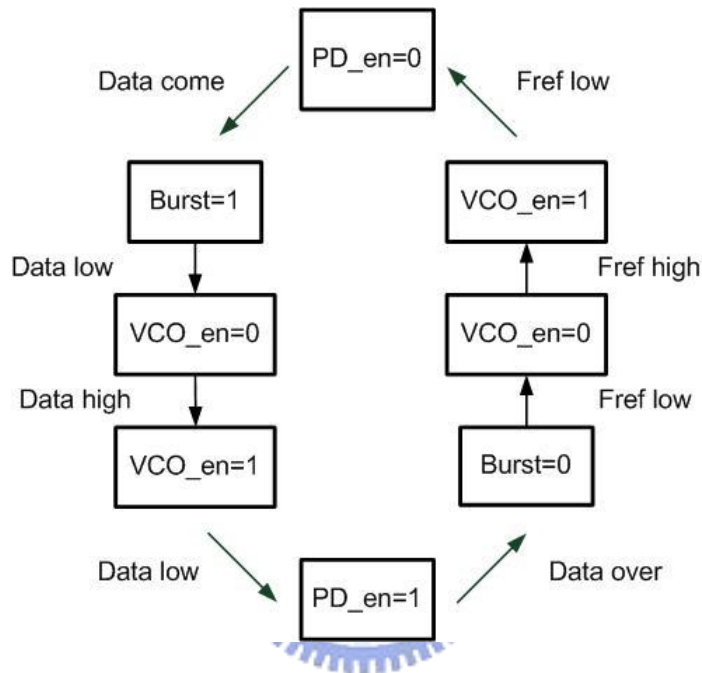 PD_en=0
Data come
Fref low
Burst=1
VCO_en=1
Data low
Fref high
VCO_en=0
VCO_en=0
Data high
Fref low
VCO_en=1
Burst=0
Data low
Data over
PD_en=1